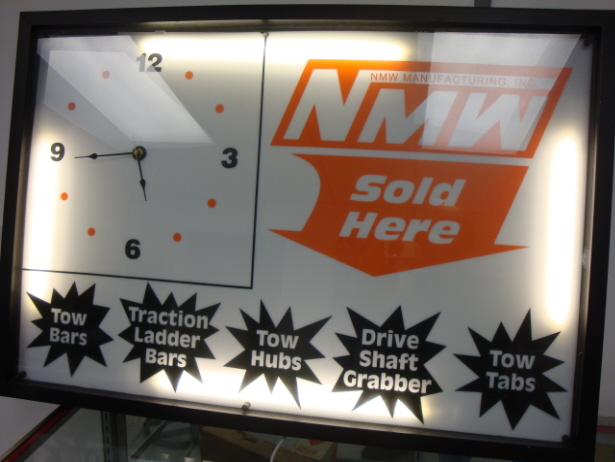 12
9
3
6
NMW MANUFACTURING, INC.
NMW
Sold
Here
Tow
Bars
Traction
Ladder
Bars
Tow
Hubs
Drive
Shaft
Grabber
Tow
Tabs